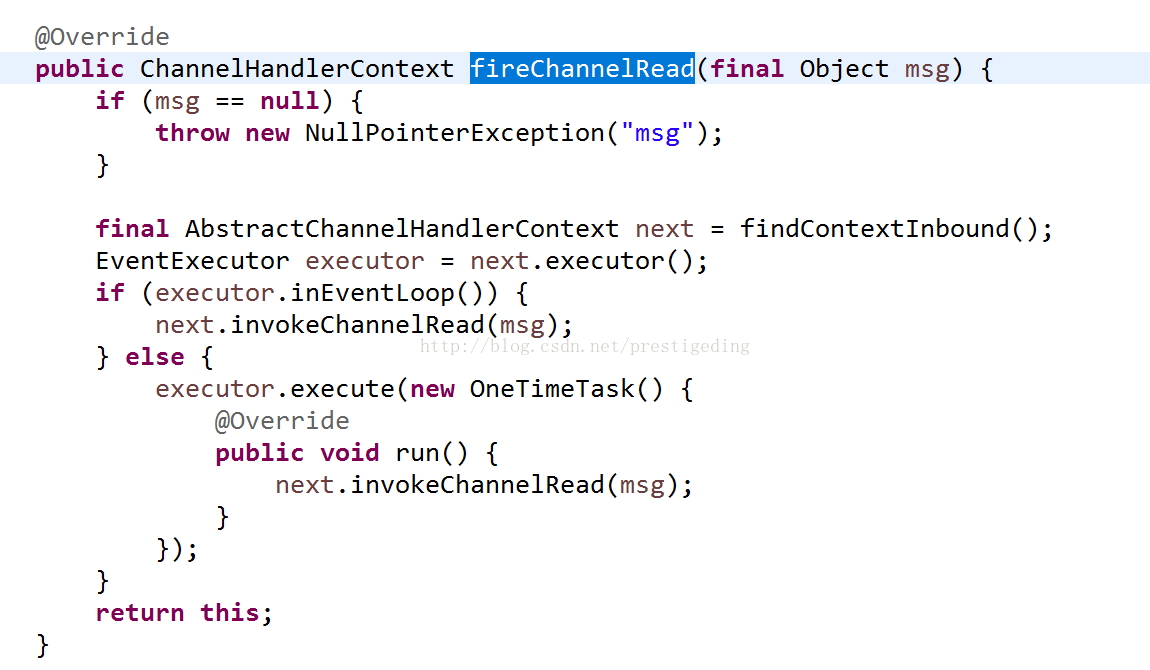 @Override
public ChannelHandlerContext fireChannelRead(final Object msg) {
    if (msg == null) {
        throw new NullPointerException("msg");
    }

    final AbstractChannelHandlerContext next = findContextInbound();
    EventExecutor executor = next.executor();
    if (executor.inEventLoop()) {
        next.invokeChannelRead(msg);
http://blog.csdn.net/prestigeding
    } else {
        executor.execute(new OneTimeTask() {
            @Override
            public void run() {
                next.invokeChannelRead(msg);
            }
        });
    }
    return this;
}